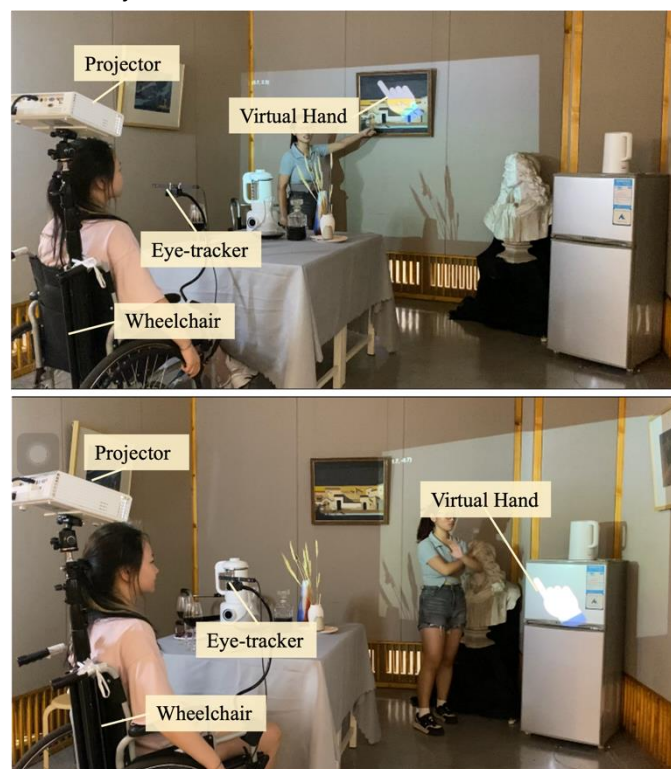 Projector
Virtual Hand
Eye-tracker
Wheelchair
Projector
Virtual Hand
Eye-tracker
Wheelchair